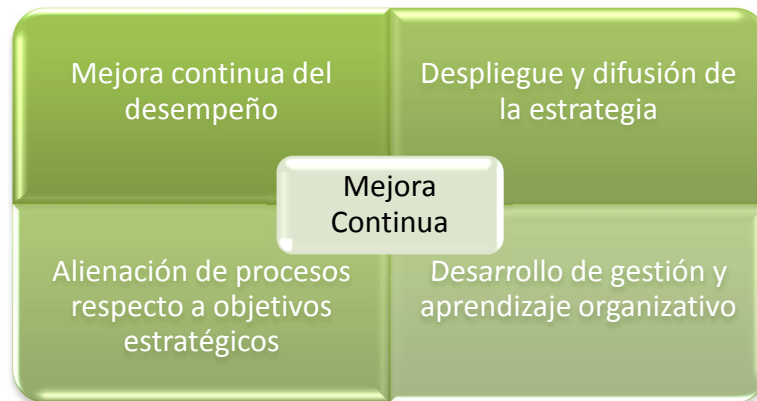 Mejora continua del
desempeño
Despliegue y difusión de
la estrategia
Mejora
Continua
Alienación de procesos
respecto a objetivos
estratégicos
Desarrollo de gestión y
aprendizaje organizativo